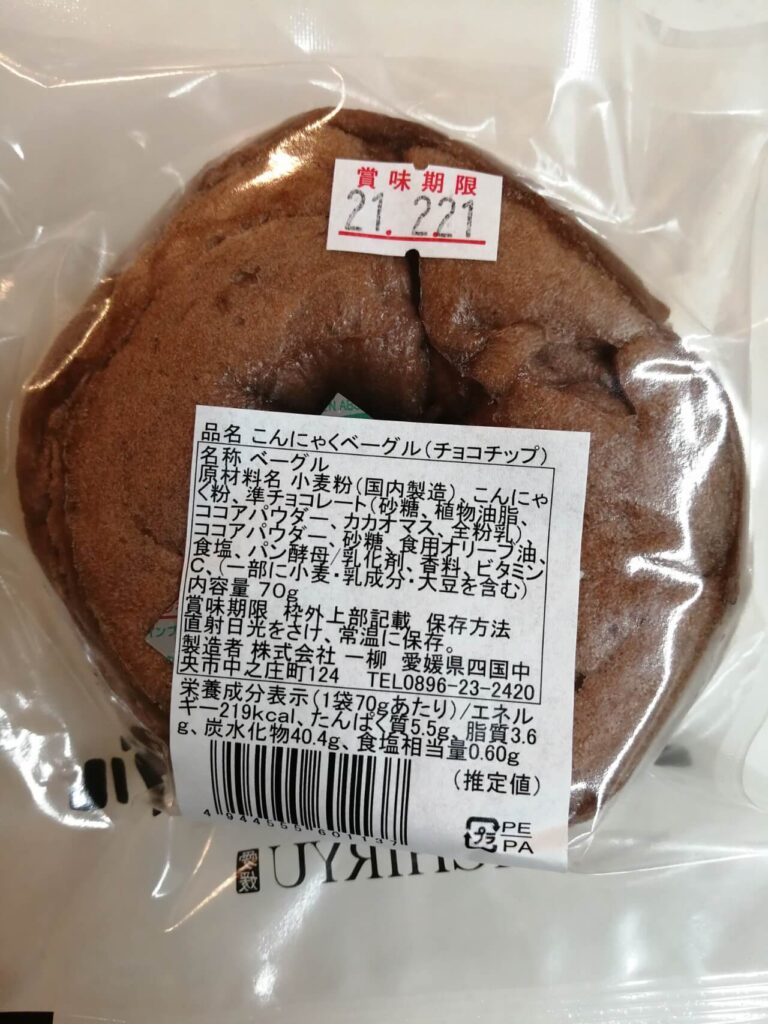 賞味期限
21. 2.21
品名 こんにゃくベーグル(チョコチップ)
名称 ベーグル
原材料名 小麦粉(国内製造)、こんにゃ
く粉、準チョコレート(砂糖、植物油脂、
ココアパウダー、カカオマス、全粉乳)、
ココアパウダー、砂糖、食用オリーブ油、
食塩、パン酵母/乳化剤、香料、ビタミン
C、(一部に小麦・乳成分・大豆を含む)
内容量 70g
賞味期限 枠外上部記載 保存方法
直射日光をさけ、常温に保存。
製造者 株式会社 一柳 愛媛県四国中
央市中之庄町124 TEL0896-23-2420
栄養成分表示(1袋70gあたり)/エネル
ギー219kcal、たんぱく質5.5g、脂質3.6
g、炭水化物40.4g、食塩相当量0.60g
(推定値)
4944555601137
プラ
PE
PA